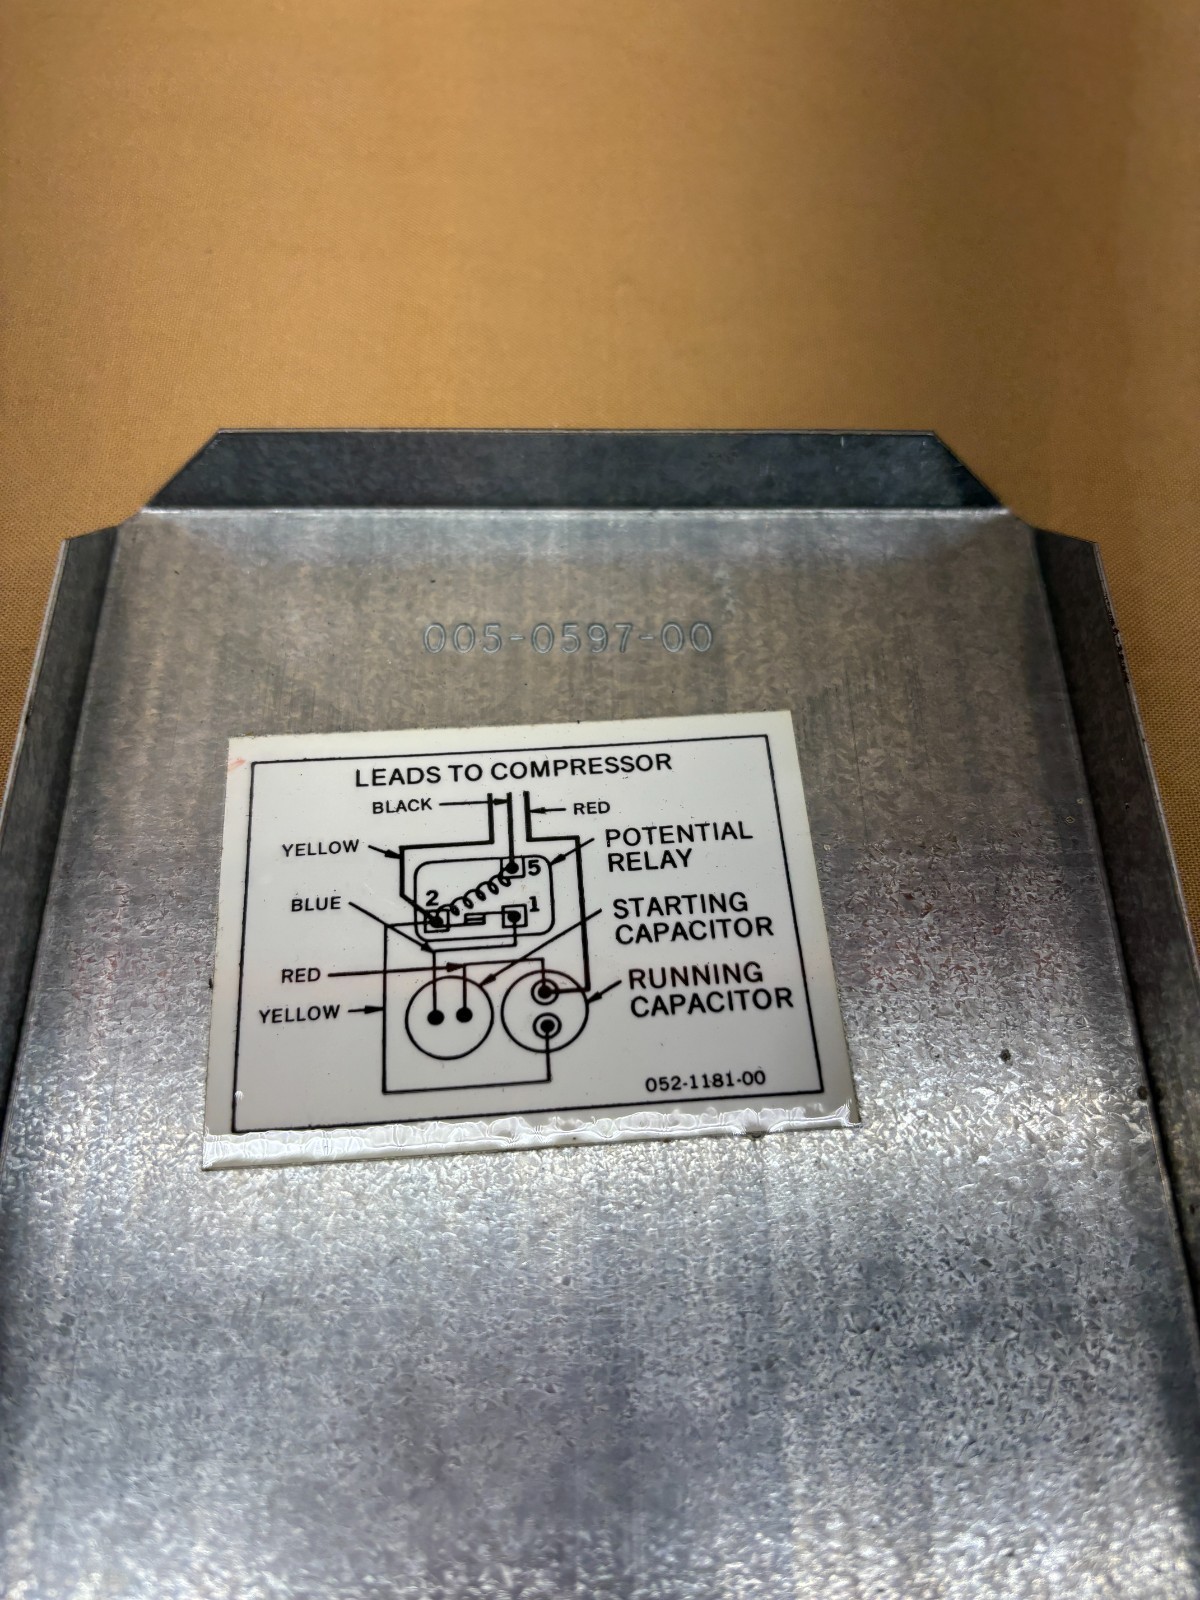 005-0597-00
LEADS TO COMPRESSOR
BLACK
RED
YELLOW
POTENTIAL
RELAY
5
2
1
BLUE
STARTING
CAPACITOR
RED
RUNNING
CAPACITOR
YELLOW
052-1181-00